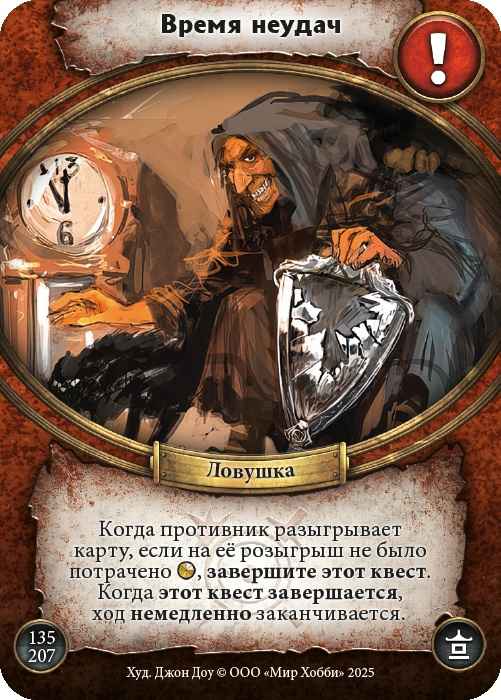 Время неудач
!
6
Ловушка
Когда противник разыгрывает
карту, если на её розыгрыш не было
потрачено , завершите этот квест.
Когда этот квест завершается,
ход немедленно заканчивается.
135
207
Худ. Джон Доу © ООО «Мир Хобби» 2025